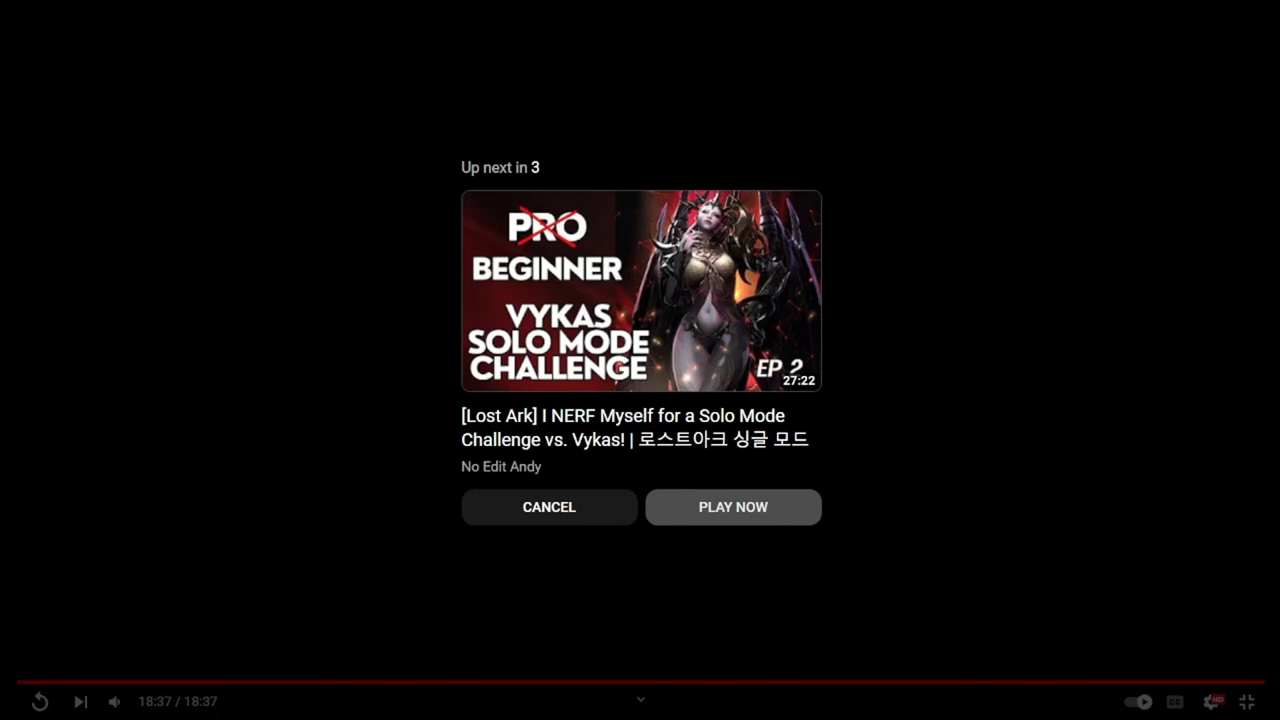 Up next in 3
PRO
BEGINNER
VYKAS
SOLO MODE
CHALLENGE
EP 2
27:22
[Lost Ark] I NERF Myself for a Solo Mode
Challenge vs. Vykas! | 로스트아크 싱글 모드
No Edit Andy
CANCEL
PLAY NOW
18:37 / 18:37
CC
HD